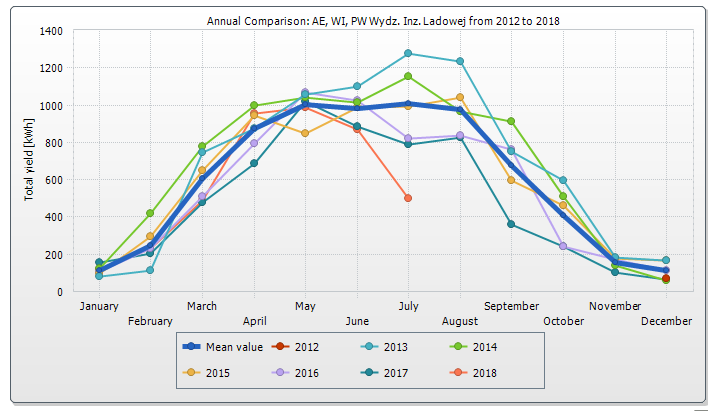 Annual Comparison: AE, WI, PW Wydz. Inz. Ladowej from 2012 to 2018
Total yield [kWh]
1400
1200
1000
800
600
400
200
0
January
February
March
April
May
June
July
August
September
October
November
December
Mean value 2012 2013 2014
2015 2016 2017 2018